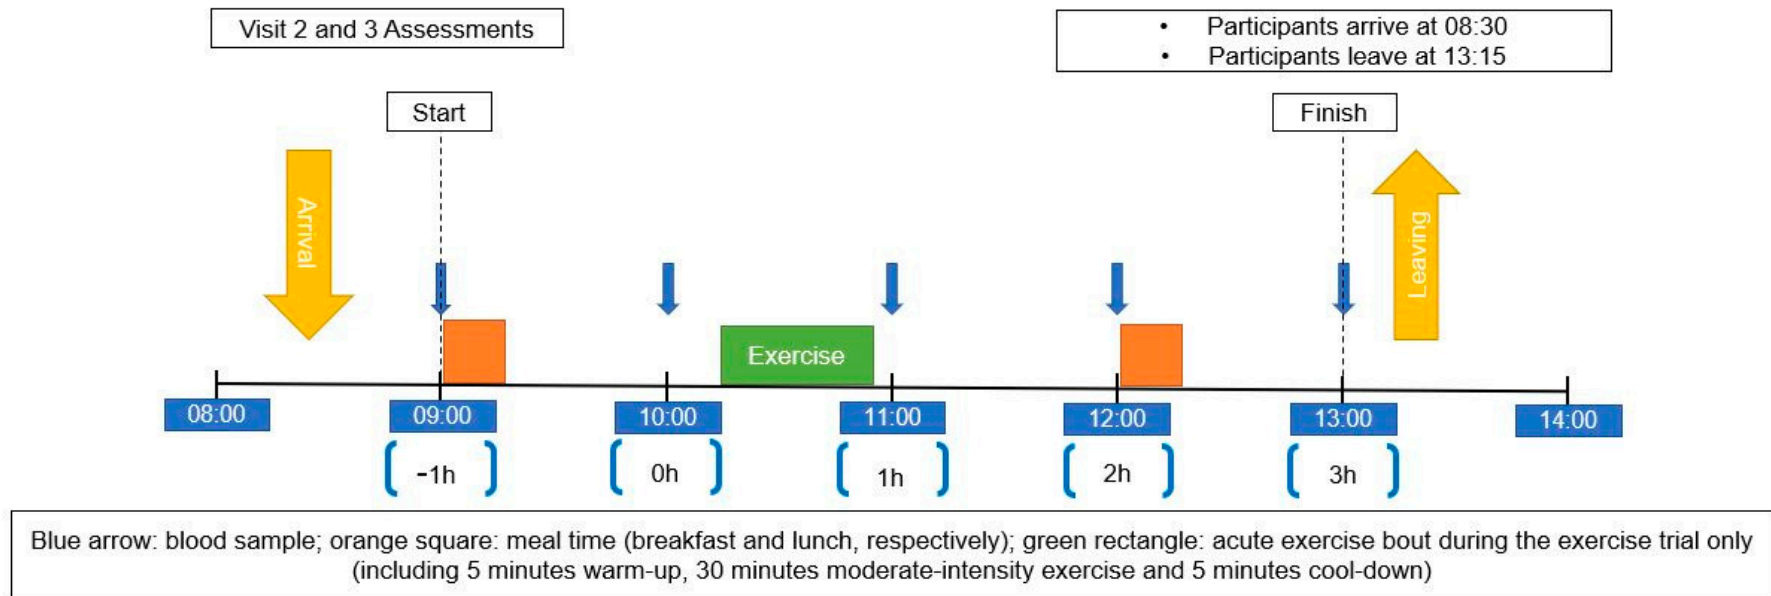 Visit 2 and 3 Assessments
• Participants arrive at 08:30
• Participants leave at 13:15
Start
Finish
Arrival
Leaving
Exercise
08:00
09:00
10:00
11:00
12:00
13:00
14:00
-1h
0h
1h
2h
3h
Blue arrow: blood sample; orange square: meal time (breakfast and lunch, respectively); green rectangle: acute exercise bout during the exercise trial only
(including 5 minutes warm-up, 30 minutes moderate-intensity exercise and 5 minutes cool-down)